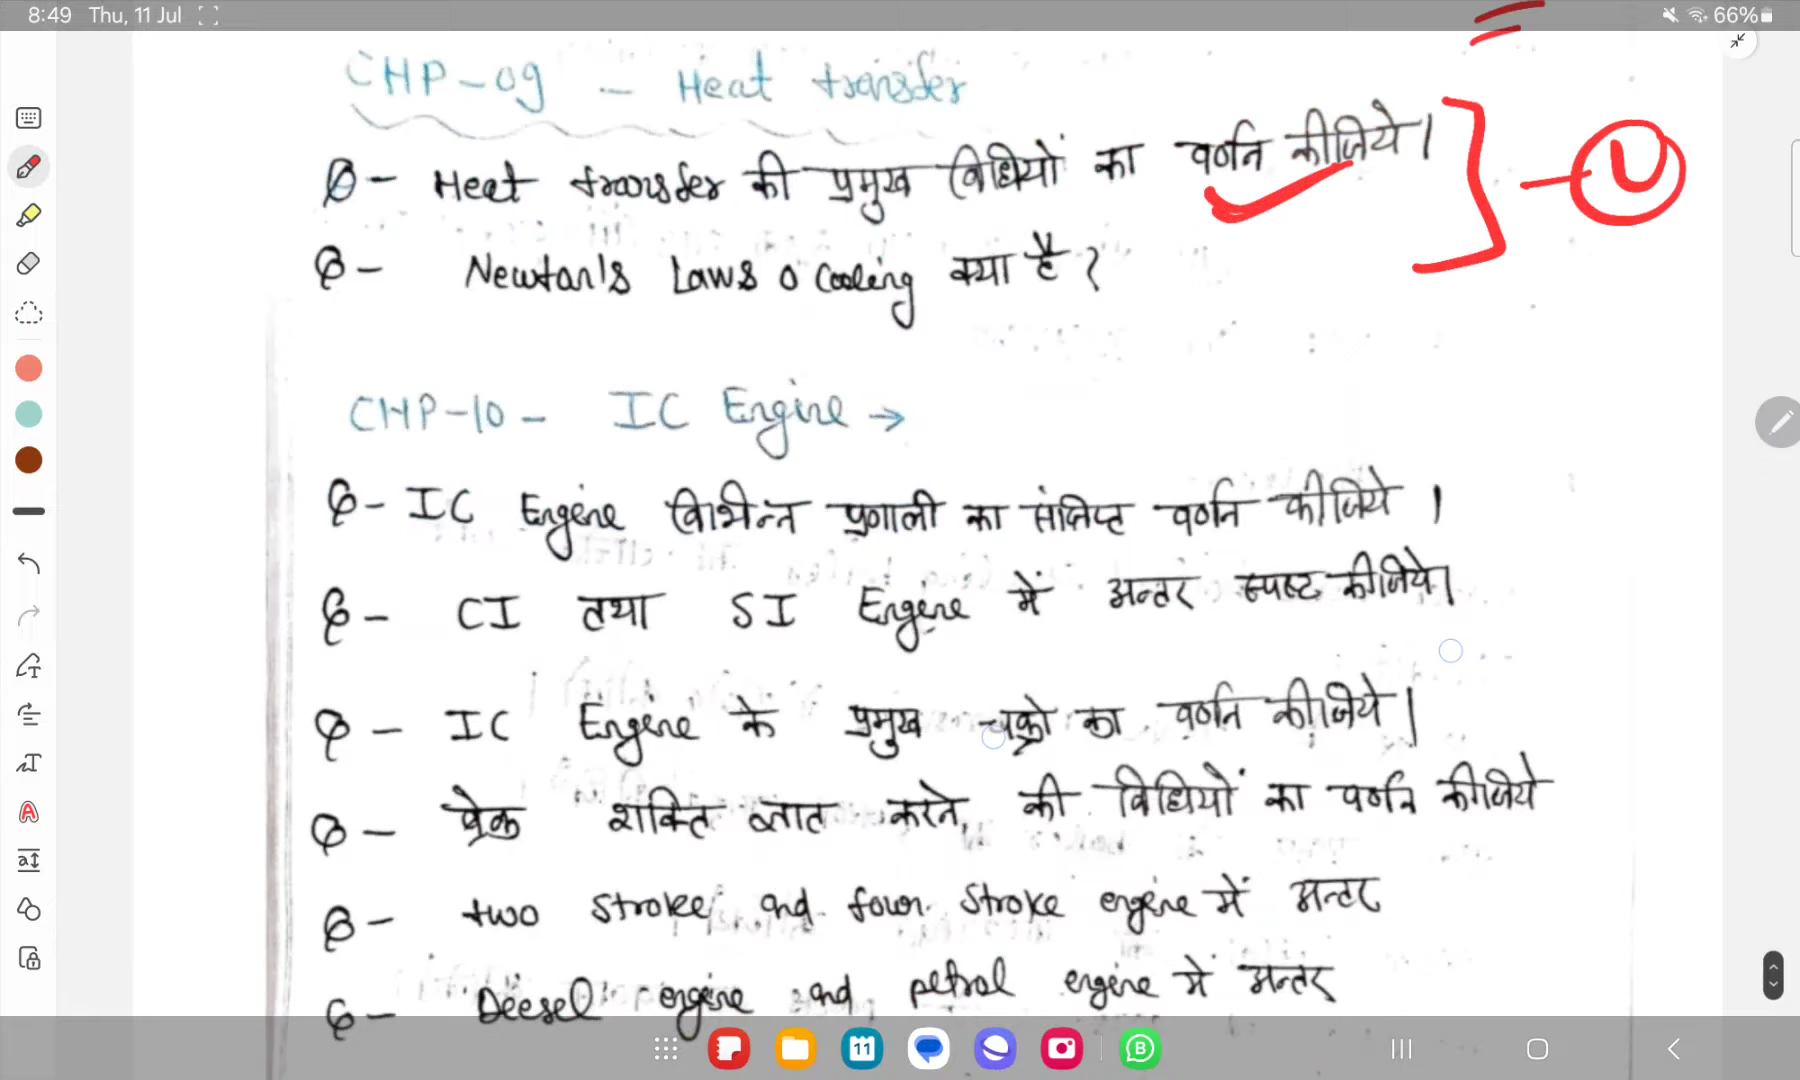 8:49 Thu, 11 Jul 66%
CHP-09 - Heat transfer
Q- Heat transfer की प्रमुख विधियों का वर्णन कीजिये।
Q- Newton's Laws o Cooling क्या है?
CHP-10 - IC Engine →
Q- IC Engine विभिन्न प्रणाली का संक्षिप्त वर्णन कीजिये।
Q- CI तथा SI Engine में अन्तर स्पष्ट कीजिये।
Q- IC Engine के प्रमुख चक्रो का वर्णन कीजिये।
Q- ब्रेक शक्ति ज्ञात करने, की विधियों का वर्णन कीजिये
Q- two stroke and four stroke engine में अन्तर
Q- Deesel engine and petrol engine में अन्तर